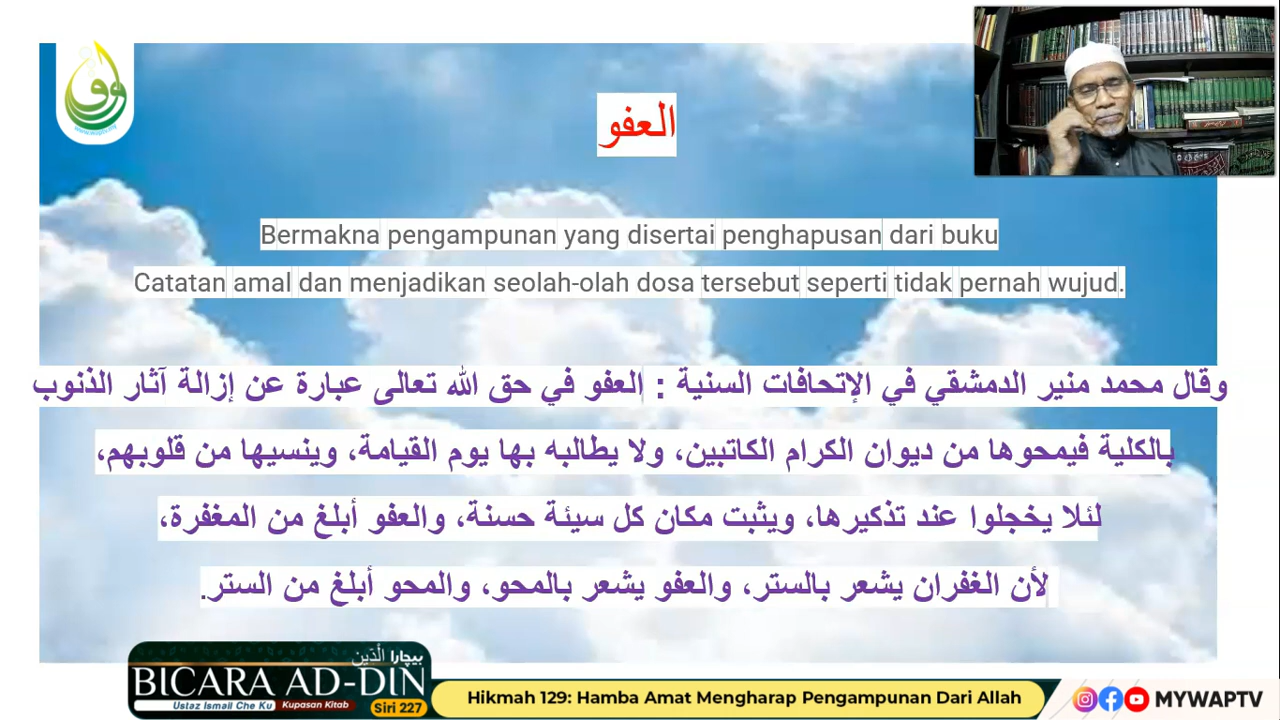 العفو
Bermakna pengampunan yang disertai penghapusan dari buku
Catatan amal dan menjadikan seolah-olah dosa tersebut seperti tidak pernah wujud.
وقال محمد منير الدمشقي في الإتحافات السنية : العفو في حق الله تعالى عبارة عن إزالة آثار الذنوب
بالكلية فيمحوها من ديوان الكرام الكاتبين، ولا يطالبه بها يوم القيامة، وينسيها من قلوبهم،
لئلا يخجلوا عند تذكيرها، ويثبت مكان كل سيئة حسنة، والعفو أبلغ من المغفرة،
لأن الغفران يشعر بالستر، والعفو يشعر بالمحو، والمحو أبلغ من الستر.
بيچارا الدّين
BICARA AD-DIN
Ustaz Ismail Che Ku Kupasan Kitab Siri 227
Hikmah 129: Hamba Amat Mengharap Pengampunan Dari Allah
MYWAPTV